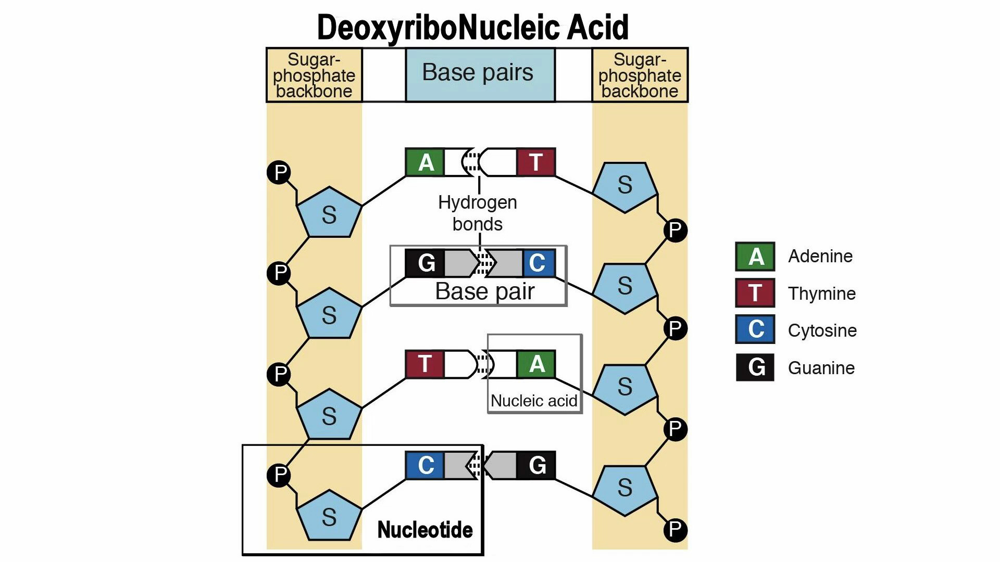 DeoxyriboNucleic Acid
Sugar-
phosphate
backbone
Base pairs
Sugar-
phosphate
backbone
A
T
P
S
S
Hydrogen
bonds
P
G
C
P
S
S
Base pair
P
T
A
P
S
S
Nucleic acid
P
C
G
P
S
S
Nucleotide
P
A Adenine
T Thymine
C Cytosine
G Guanine